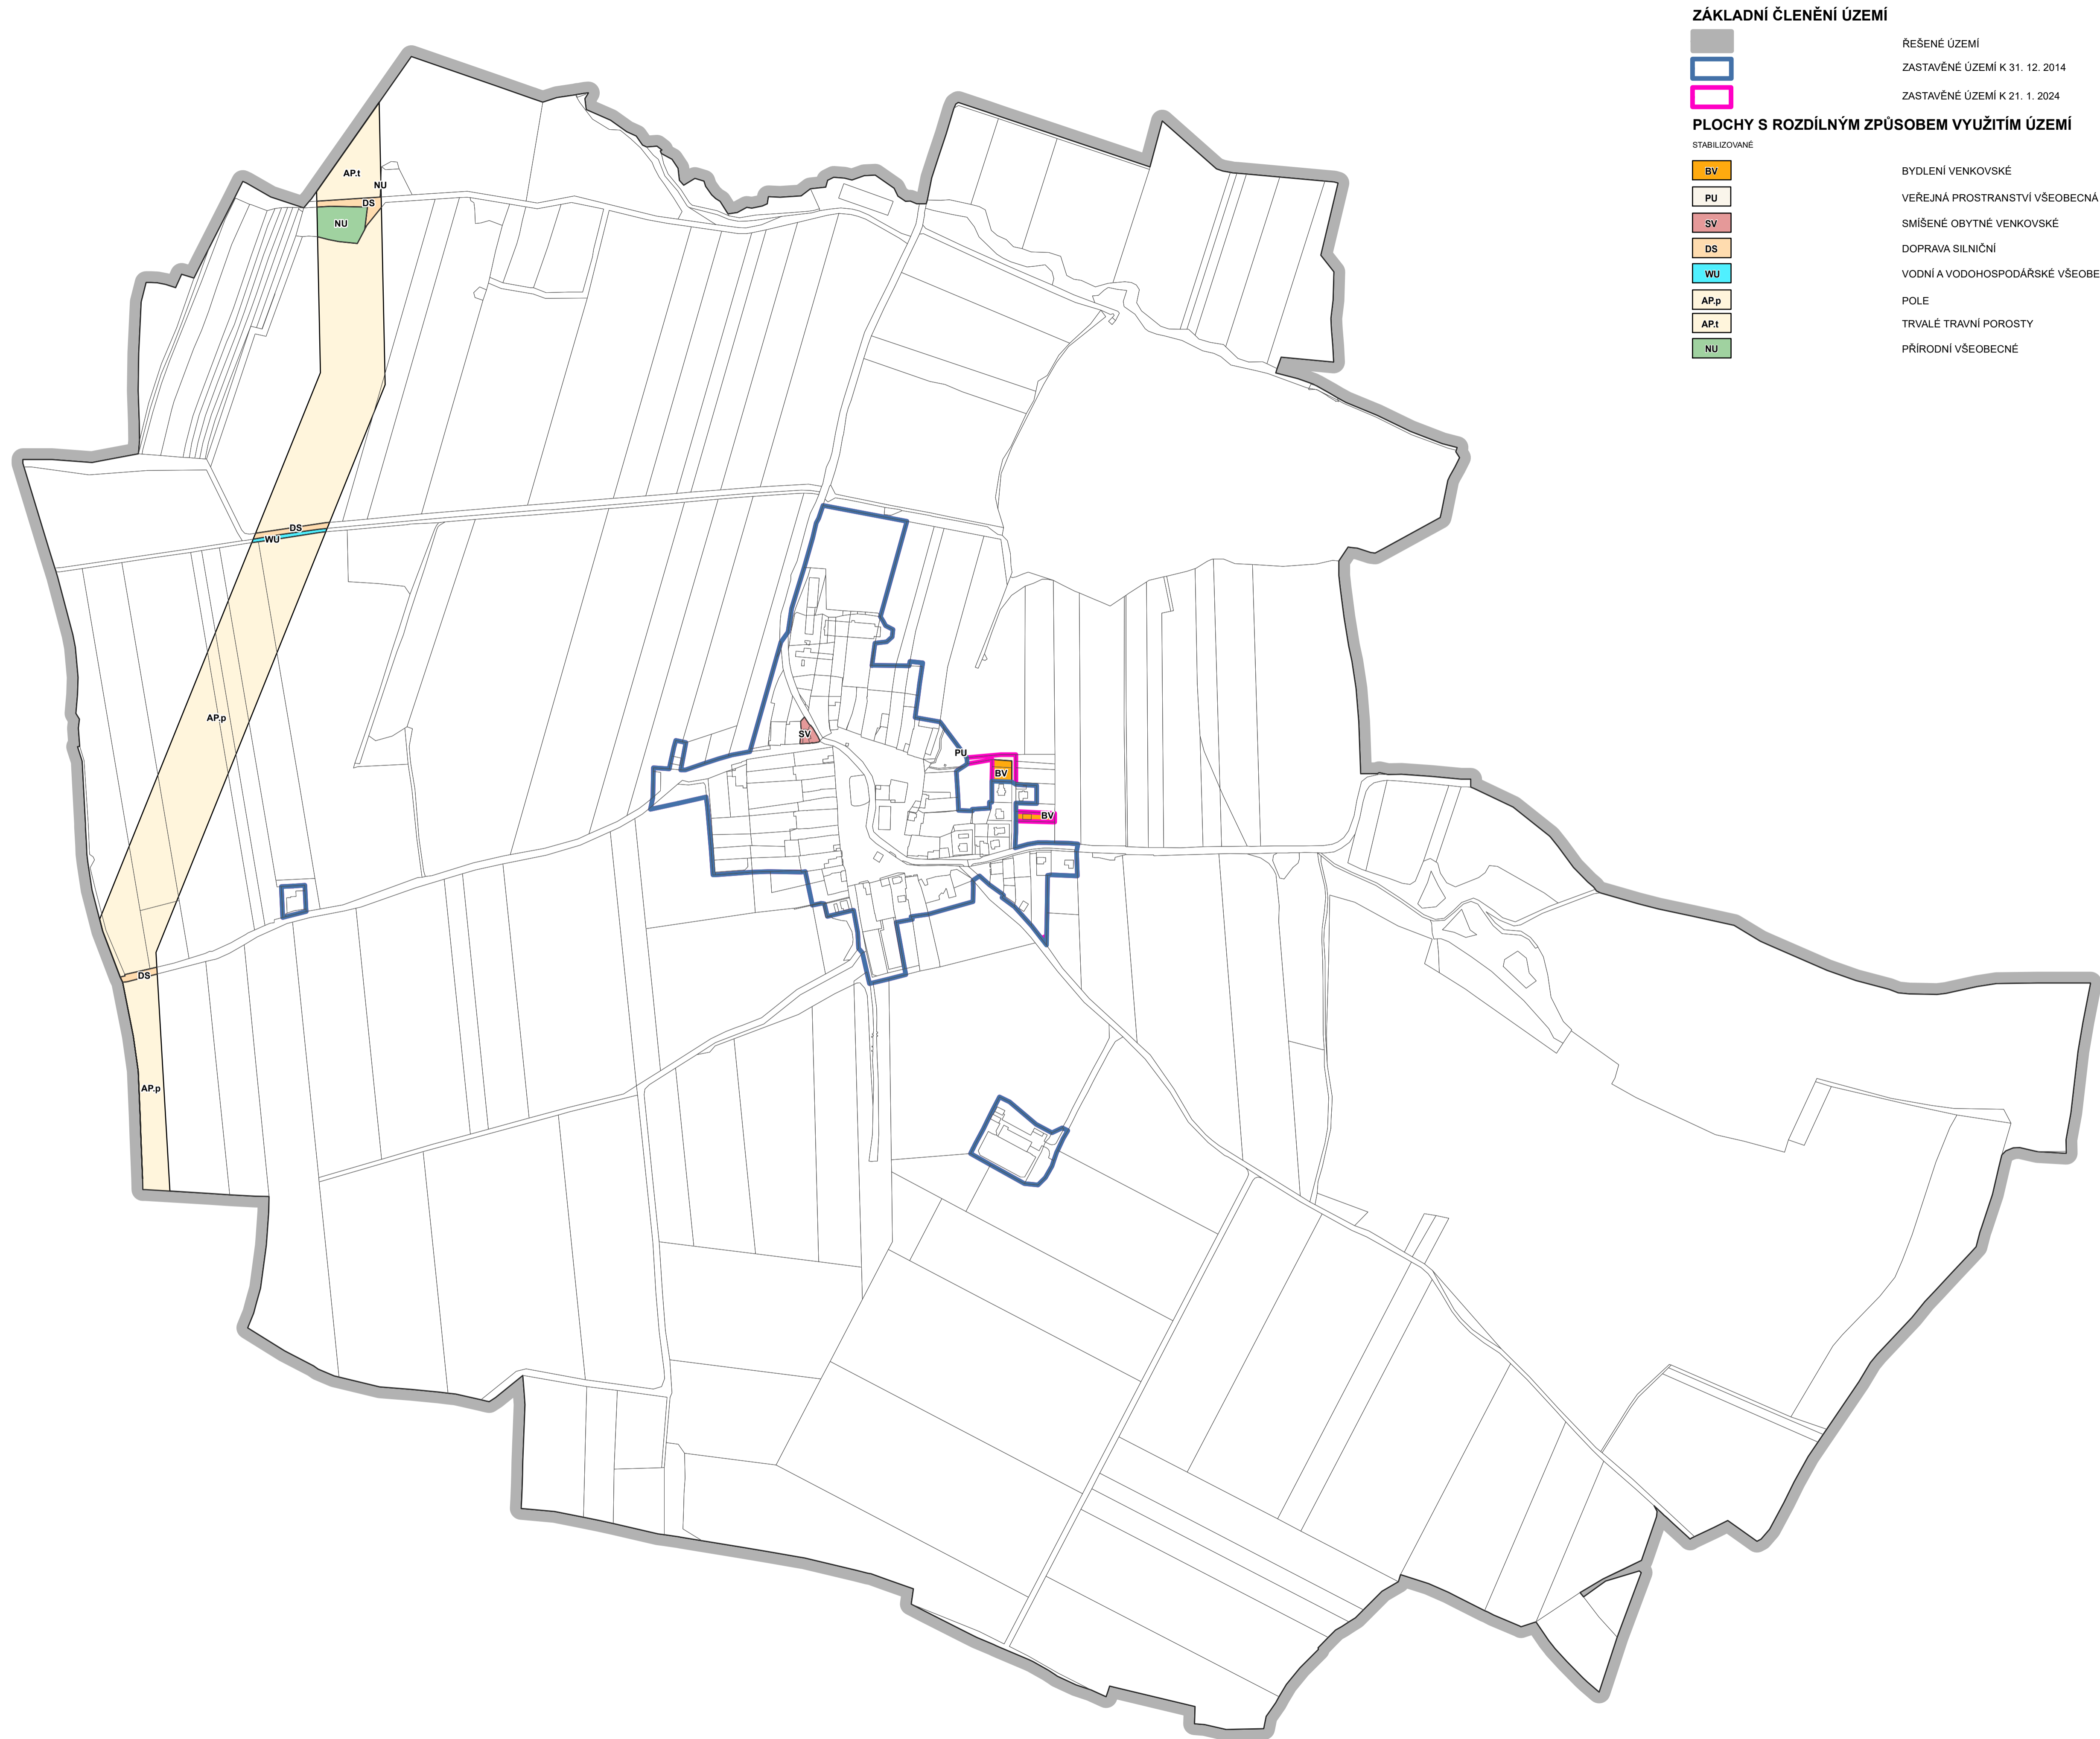 ZÁKLADNÍ ČLENĚNÍ ÚZEMÍ
ŘEŠENÉ ÚZEMÍ
ZASTAVĚNÉ ÚZEMÍ K 31. 12. 2014
ZASTAVĚNÉ ÚZEMÍ K 21. 1. 2024
PLOCHY S ROZDÍLNÝM ZPŮSOBEM VYUŽITÍM ÚZEMÍ
STABILIZOVANÉ
BV BYDLENÍ VENKOVSKÉ
PU VEŘEJNÁ PROSTRANSTVÍ VŠEOBECNÁ
SV SMÍŠENÉ OBYTNÉ VENKOVSKÉ
DS DOPRAVA SILNIČNÍ
WU VODNÍ A VODOHOSPODÁŘSKÉ VŠEOBE
AP.p POLE
AP.t TRVALÉ TRAVNÍ POROSTY
NU PŘÍRODNÍ VŠEOBECNÉ
AP.t
NU
DS
NU
DS
WU
AP.p
SV
PU
BV
BV
DS
AP.p